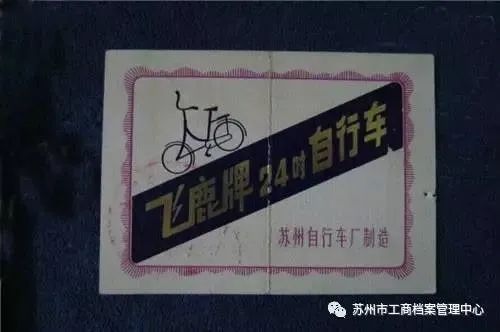 飞鹿牌24吋自行车
苏州自行车厂制造
苏州市工商档案管理中心